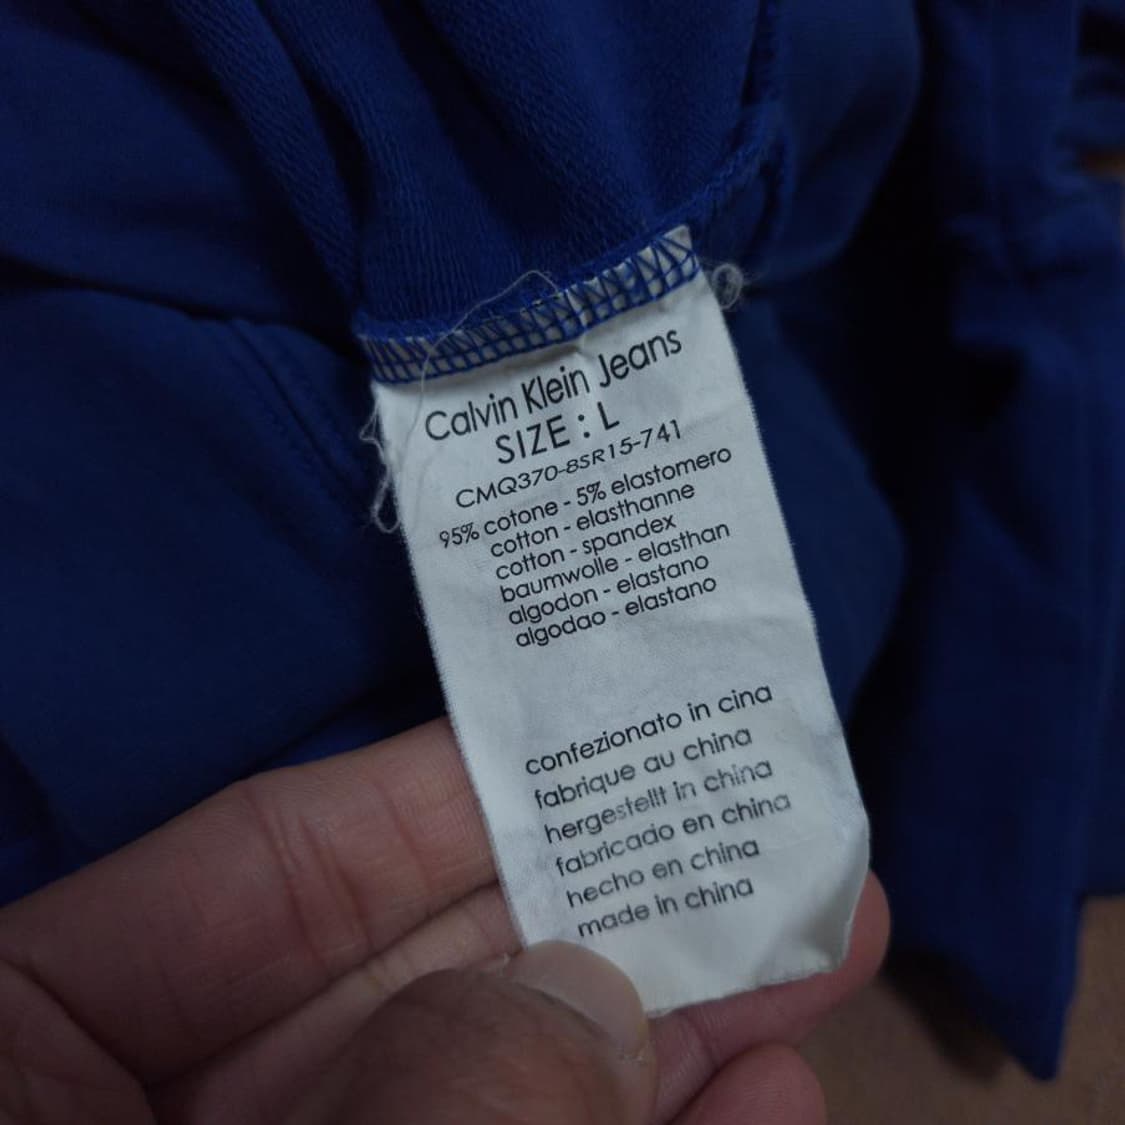 Calvin Klein Jeans
SIZE : L
CMQ370-85R15-741
95% cotone - 5% elastomero
cotton - elasthanne
cotton - spandex
baumwolle - elasthan
algodon - elastano
algodao - elastano
confezionato in cina
fabrique au china
hergestellt in china
fabricado en china
hecho en china
made in china